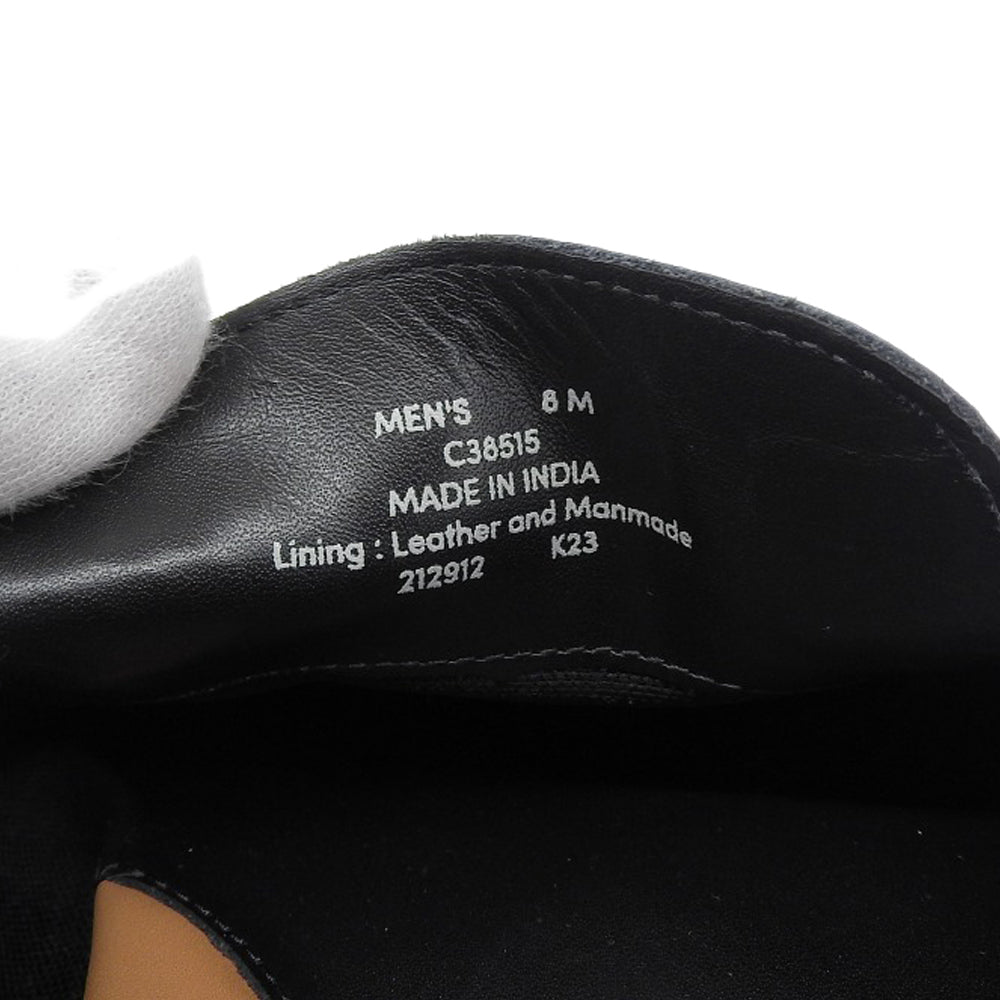 MEN'S 8 M
C38515
MADE IN INDIA
Lining : Leather and Manmade
212912 K23